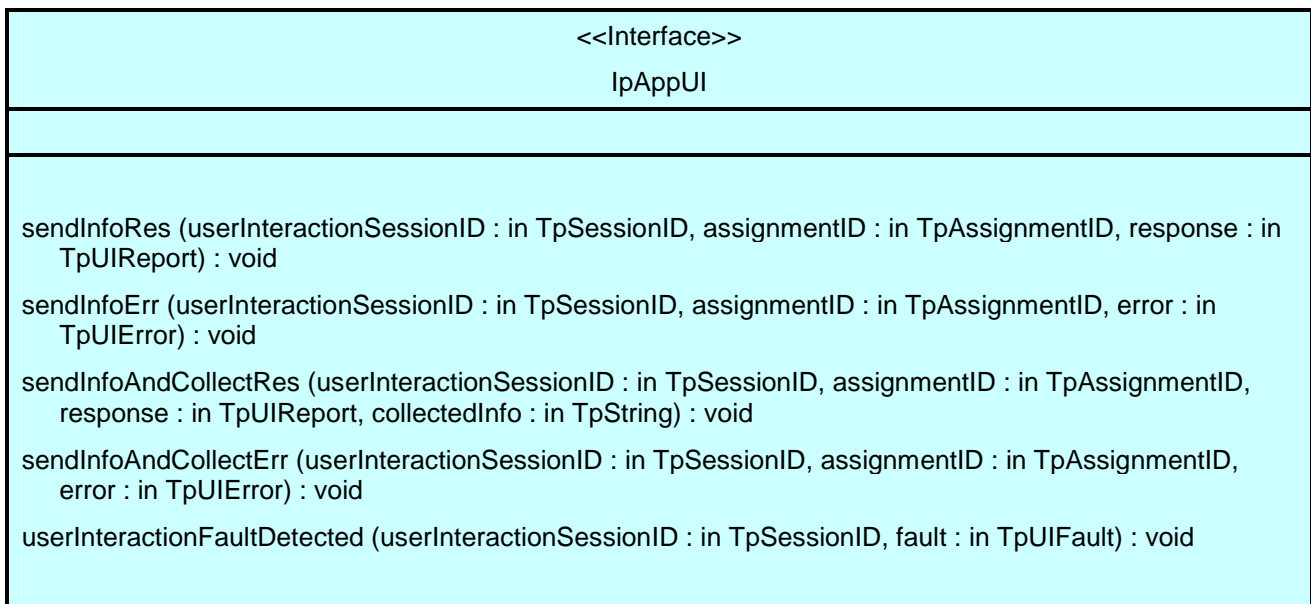 <<Interface>>
IpAppUI
sendInfoRes (userInteractionSessionID : in TpSessionID, assignmentID : in TpAssignmentID, response : in
TpUIReport) : void
sendInfoErr (userInteractionSessionID : in TpSessionID, assignmentID : in TpAssignmentID, error : in
TpUIError) : void
sendInfoAndCollectRes (userInteractionSessionID : in TpSessionID, assignmentID : in TpAssignmentID,
response : in TpUIReport, collectedInfo : in TpString) : void
sendInfoAndCollectErr (userInteractionSessionID : in TpSessionID, assignmentID : in TpAssignmentID,
error : in TpUIError) : void
userInteractionFaultDetected (userInteractionSessionID : in TpSessionID, fault : in TpUIFault) : void